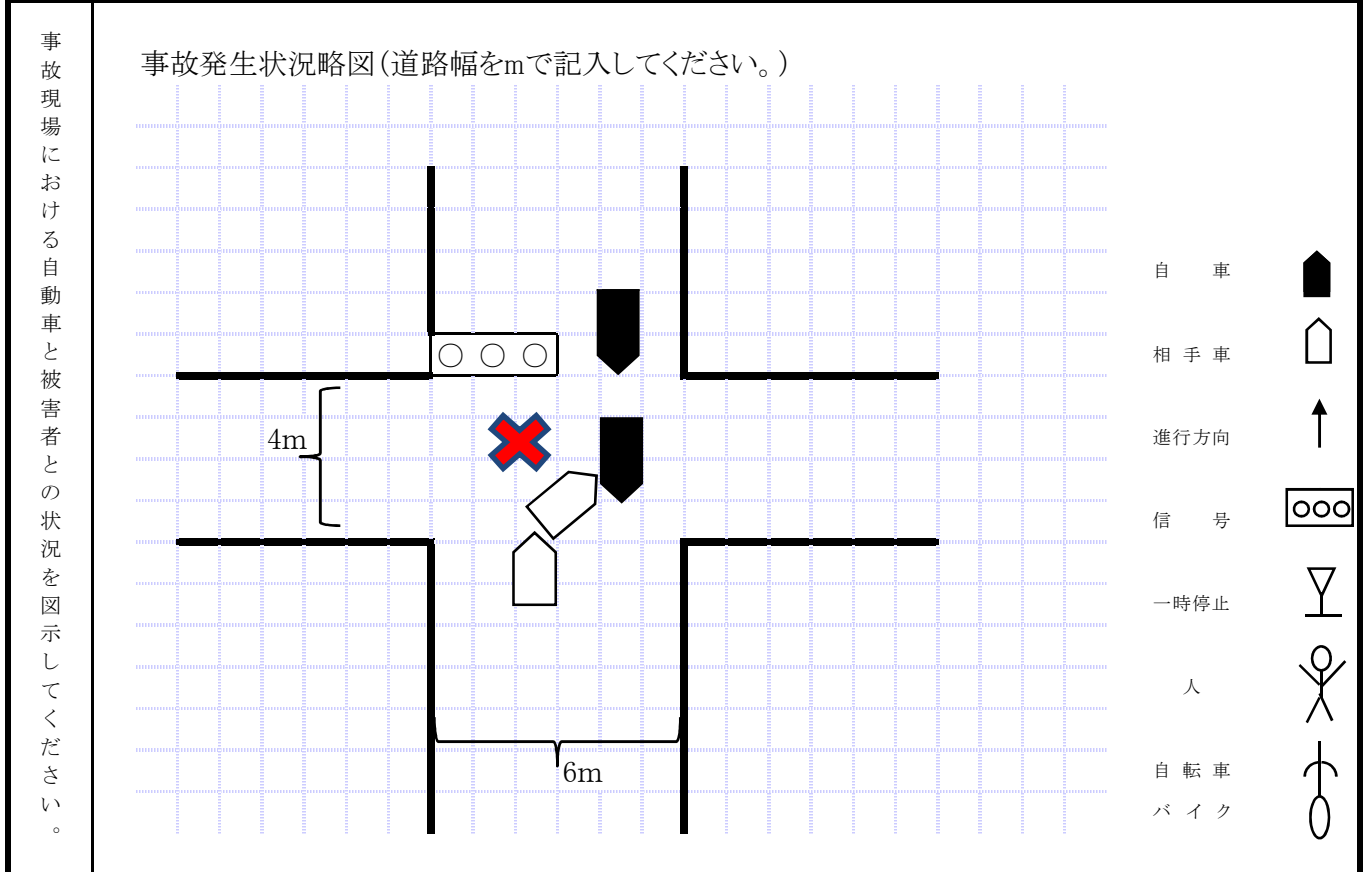 事故現場における自動車と被害者との状況を図示してください。
事故発生状況略図(道路幅をmで記入してください。)
4m
6m
自 車
相 手 車
進行方向
信 号
一時停止
人
自 転 車
バ イ ク